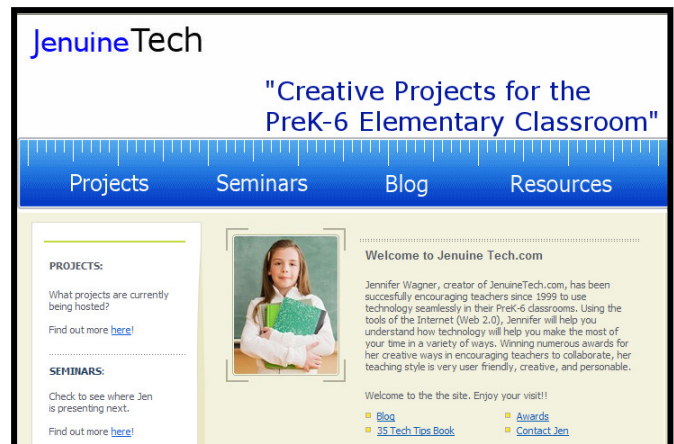 JenuineTech
"Creative Projects for the
PreK-6 Elementary Classroom"
Projects Seminars Blog Resources
PROJECTS:
What projects are currently
being hosted?
Find out more here!
SEMINARS:
Check to see where Jen
is presenting next.
Find out more here!
Welcome to Jenuine Tech.com
Jennifer Wagner, creator of JenuineTech.com, has been
succesfully encouraging teachers since 1999 to use
technology seamlessly in their PreK-6 classrooms. Using the
tools of the Internet (Web 2.0), Jennifer will help you
understand how technology will help you make the most of
your time in a variety of ways. Winning numerous awards for
her creative ways in encouraging teachers to collaborate, her
teaching style is very user friendly, creative, and personable.
Welcome to the the site. Enjoy your visit!!
Blog
35 Tech Tips Book
Awards
Contact Jen